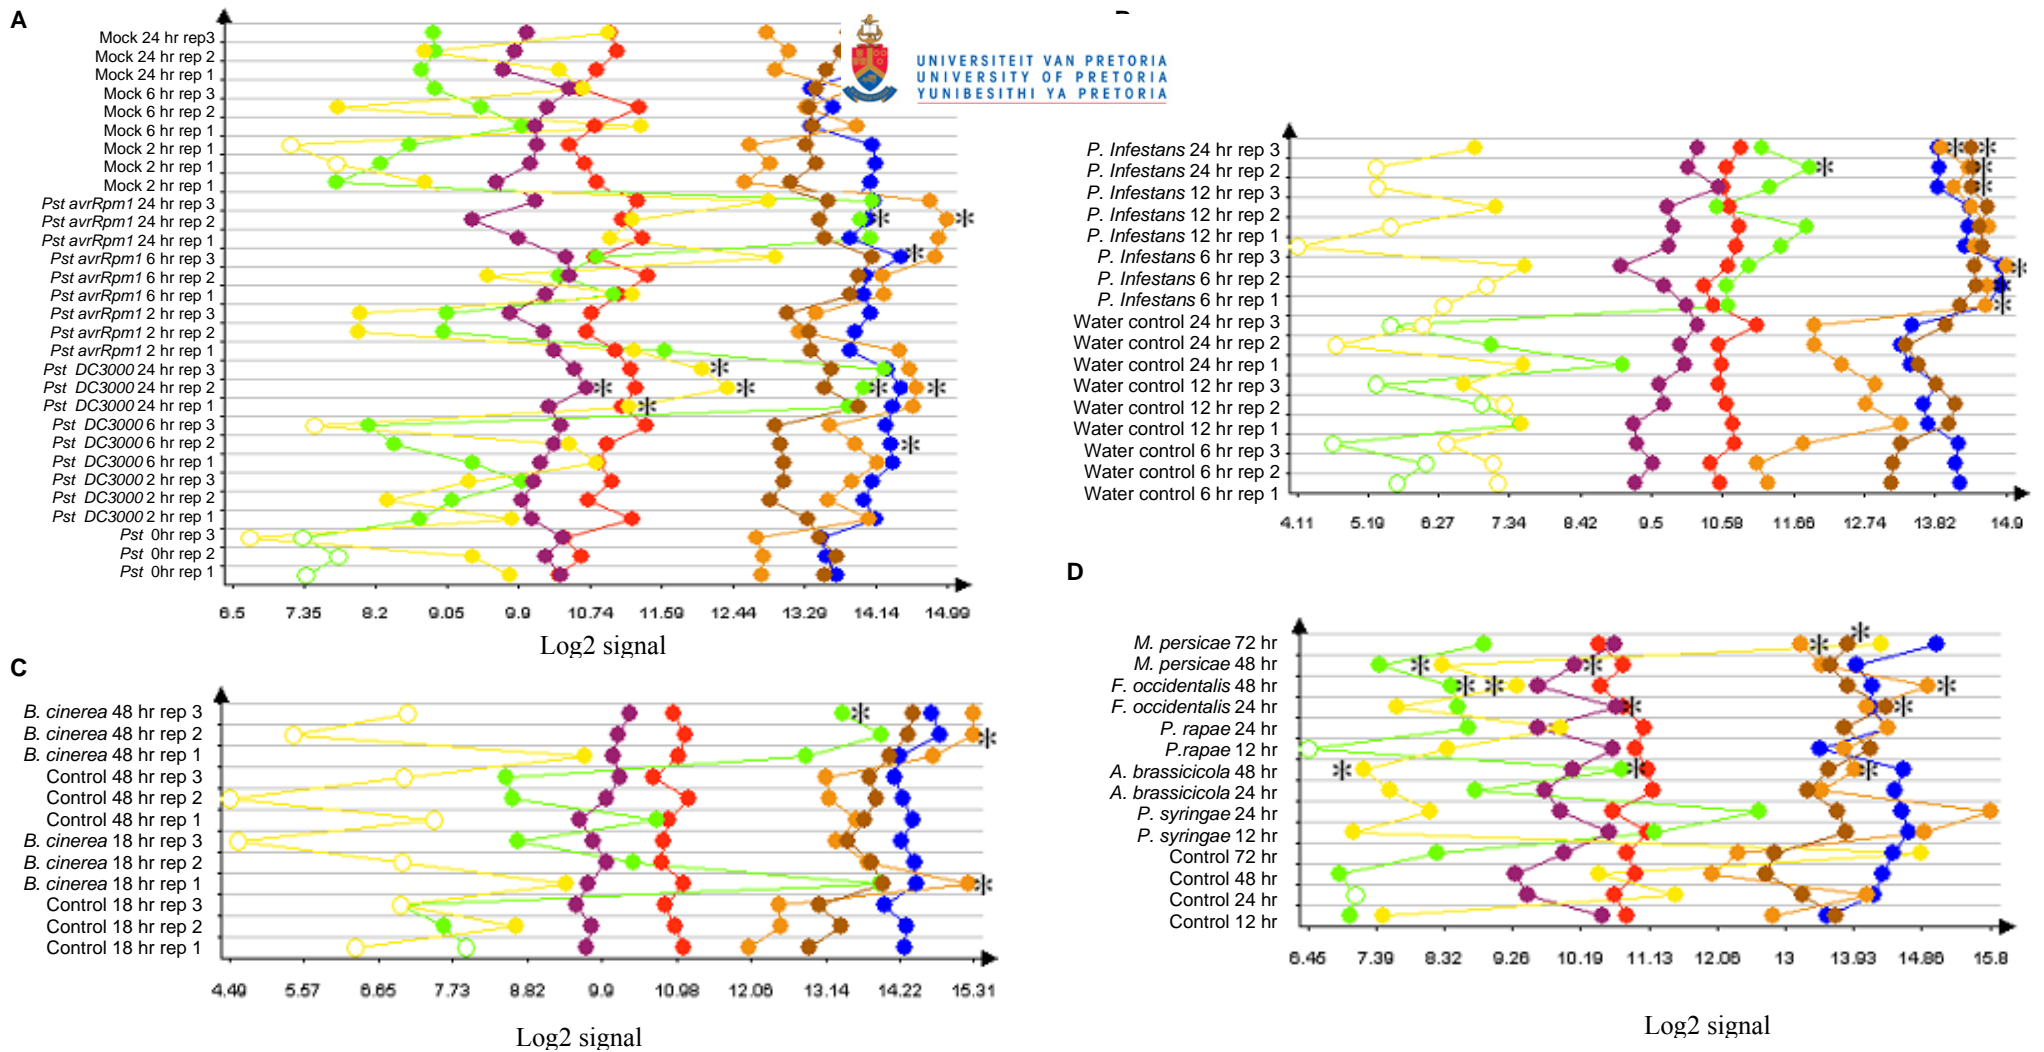 A
Mock 24 hr rep3
Mock 24 hr rep 2
Mock 24 hr rep 1
Mock 6 hr rep 3
Mock 6 hr rep 2
Mock 6 hr rep 1
Mock 2 hr rep 1
Mock 2 hr rep 1
Mock 2 hr rep 1
Pst avrRpm1 24 hr rep 3
Pst avrRpm1 24 hr rep 2
Pst avrRpm1 24 hr rep 1
Pst avrRpm1 6 hr rep 3
Pst avrRpm1 6 hr rep 2
Pst avrRpm1 6 hr rep 1
Pst avrRpm1 2 hr rep 3
Pst avrRpm1 2 hr rep 2
Pst avrRpm1 2 hr rep 1
Pst DC3000 24 hr rep 3
Pst DC3000 24 hr rep 2
Pst DC3000 24 hr rep 1
Pst DC3000 6 hr rep 3
Pst DC3000 6 hr rep 2
Pst DC3000 6 hr rep 1
Pst DC3000 2 hr rep 3
Pst DC3000 2 hr rep 2
Pst DC3000 2 hr rep 1
Pst 0hr rep 3
Pst 0hr rep 2
Pst 0hr rep 1
6.5 7.35 8.2 9.05 9.9 10.74 11.59 12.44 13.29 14.14 14.99
Log2 signal
UNIVERSITEIT VAN PRETORIA
UNIVERSITY OF PRETORIA
YUNIBESITHI YA PRETORIA
P. Infestans 24 hr rep 3
P. Infestans 24 hr rep 2
P. Infestans 12 hr rep 3
P. Infestans 12 hr rep 2
P. Infestans 12 hr rep 1
P. Infestans 6 hr rep 3
P. Infestans 6 hr rep 2
P. Infestans 6 hr rep 1
Water control 24 hr rep 3
Water control 24 hr rep 2
Water control 24 hr rep 1
Water control 12 hr rep 3
Water control 12 hr rep 2
Water control 12 hr rep 1
Water control 6 hr rep 3
Water control 6 hr rep 2
Water control 6 hr rep 1
4.11 5.19 6.27 7.34 8.42 9.5 10.58 11.66 12.74 13.82 14.9
C
B. cinerea 48 hr rep 3
B. cinerea 48 hr rep 2
B. cinerea 48 hr rep 1
Control 48 hr rep 3
Control 48 hr rep 2
Control 48 hr rep 1
B. cinerea 18 hr rep 3
B. cinerea 18 hr rep 2
B. cinerea 18 hr rep 1
Control 18 hr rep 3
Control 18 hr rep 2
Control 18 hr rep 1
4.49 5.57 6.65 7.73 8.82 9.9 10.98 12.06 13.14 14.22 15.31
Log2 signal
D
M. persicae 72 hr
M. persicae 48 hr
F. occidentalis 48 hr
F. occidentalis 24 hr
P. rapae 24 hr
P.rapae 12 hr
A. brassicicola 48 hr
A. brassicicola 24 hr
P. syringae 24 hr
P. syringae 12 hr
Control 72 hr
Control 48 hr
Control 24 hr
Control 12 hr
6.45 7.39 8.32 9.26 10.19 11.13 12.06 13 13.93 14.86 15.8
Log2 signal